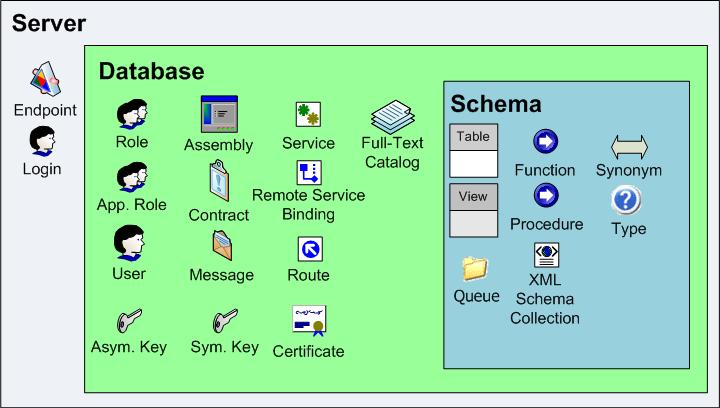 Server
Endpoint
Login
Database
Role
Assembly
Service
Full-Text
Catalog
App. Role
Contract
Remote Service
Binding
User
Message
Route
Asym. Key
Sym. Key
Certificate
Schema
Table
Function
Synonym
View
Procedure
Type
Queue
XML
Schema
Collection